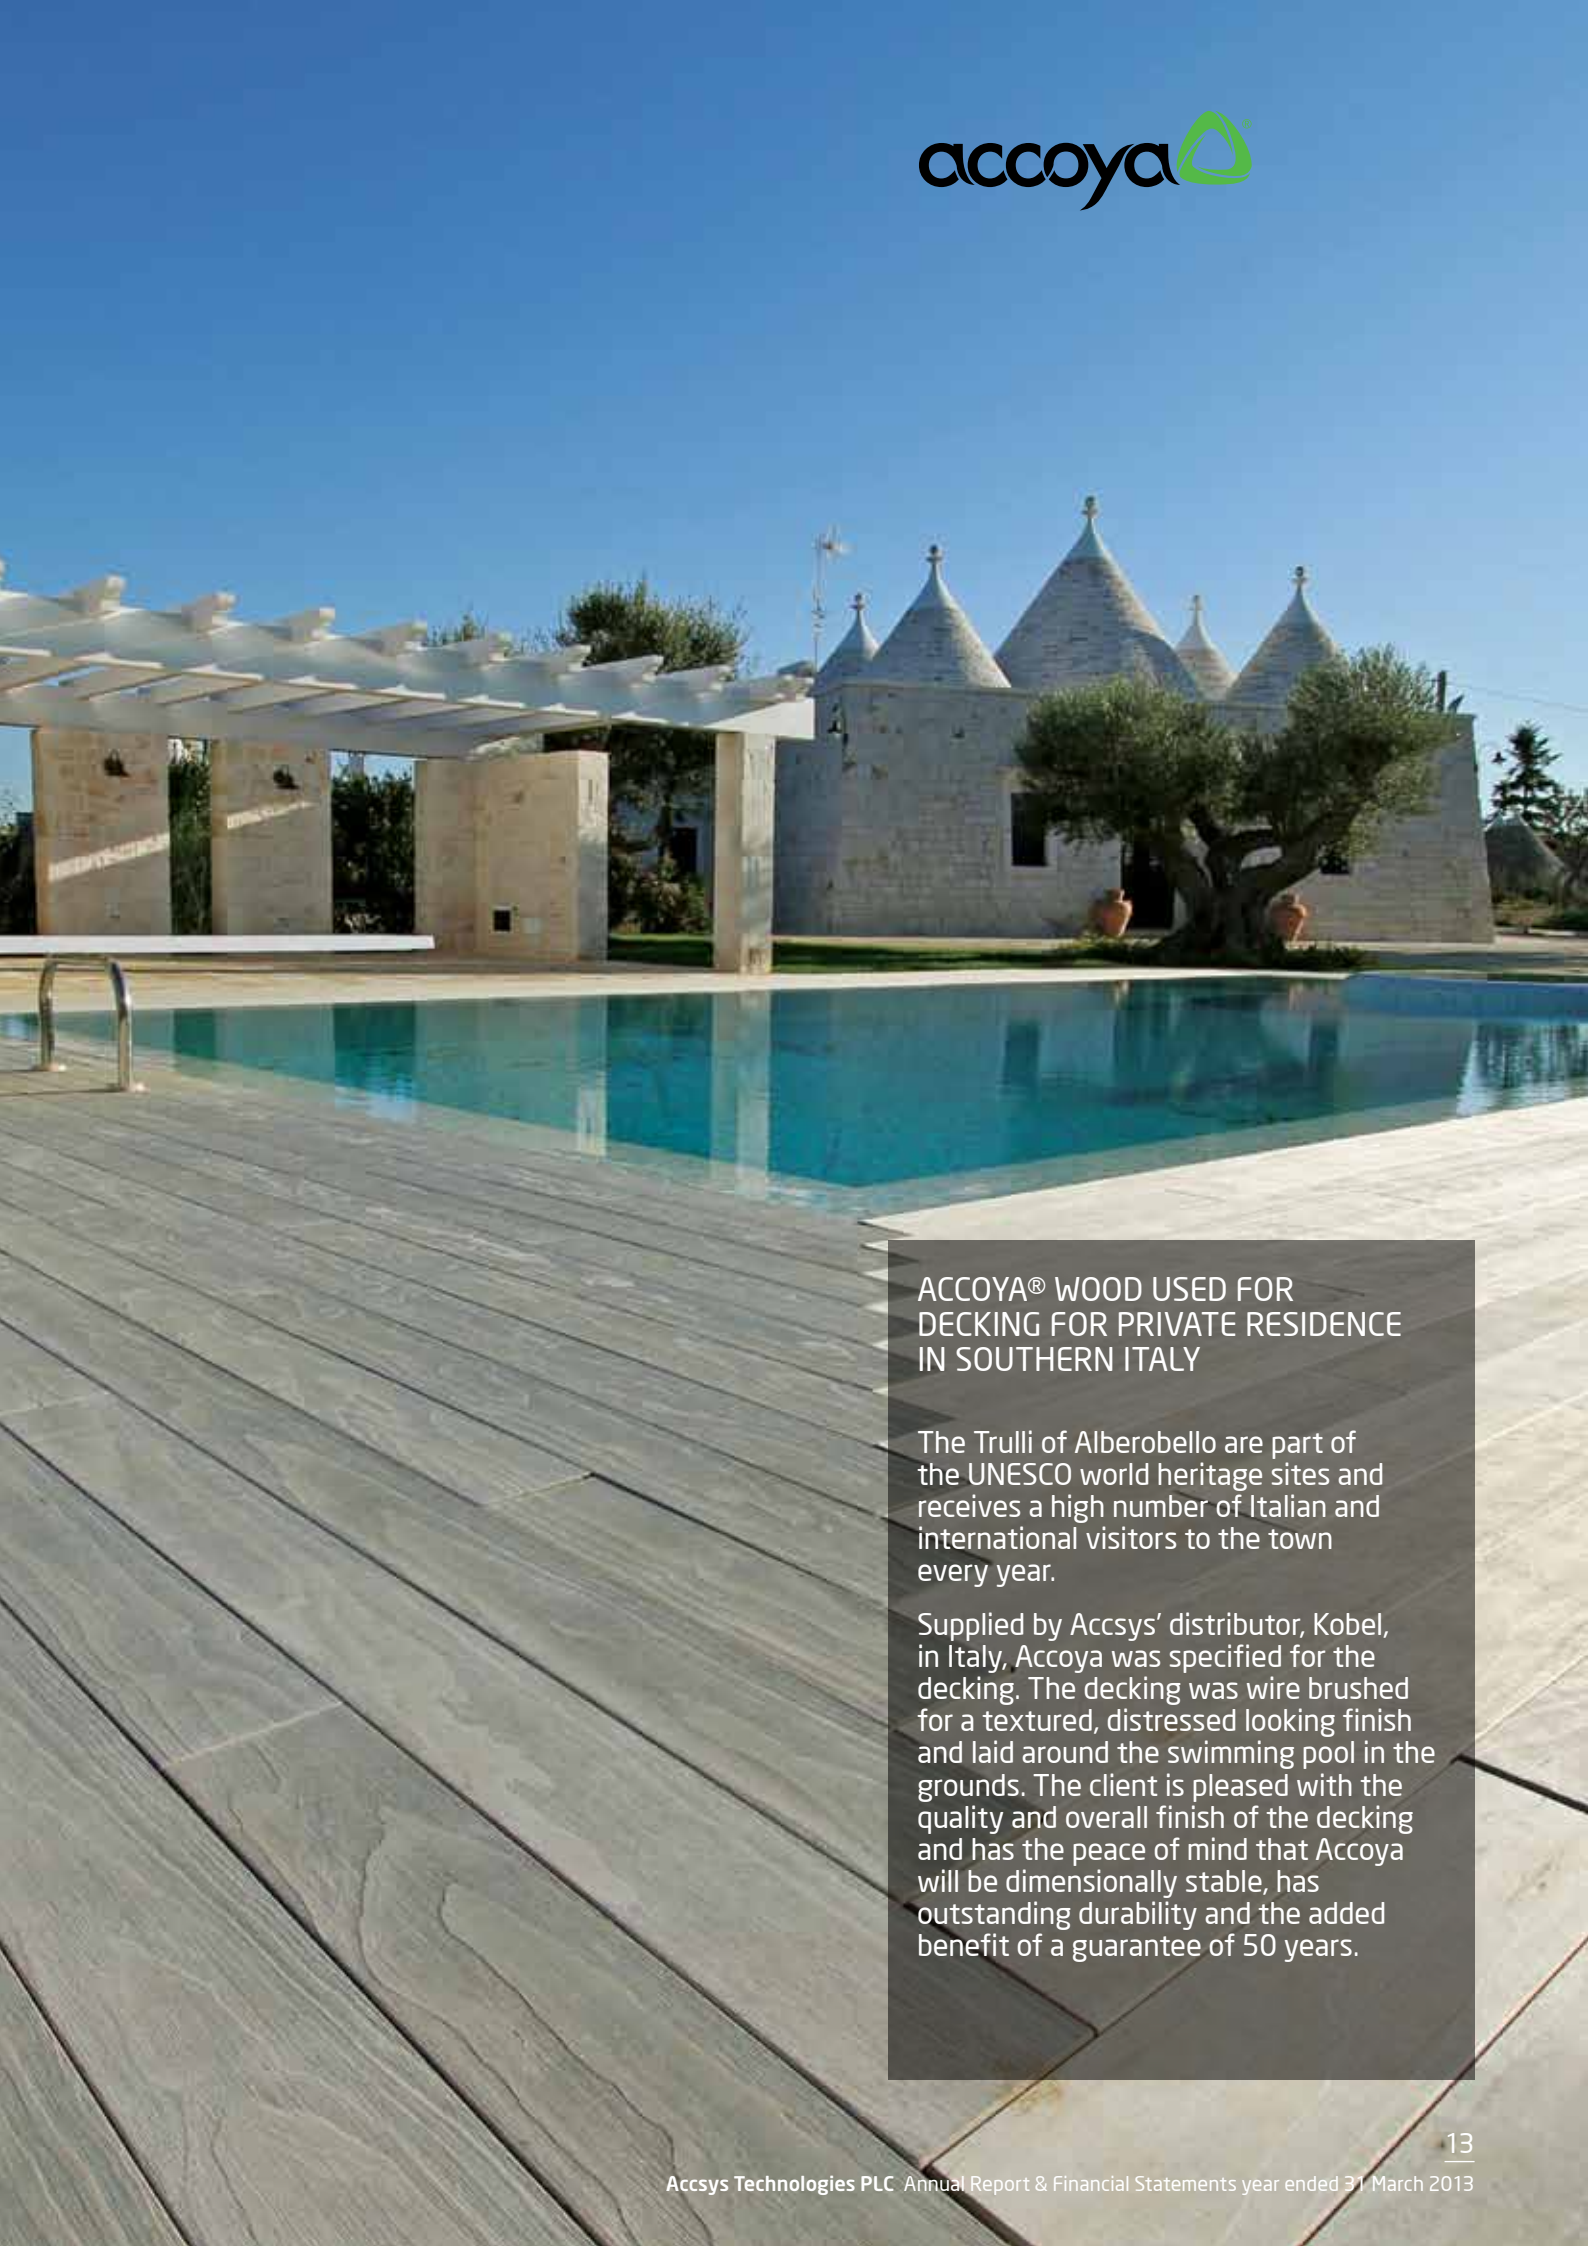 accoya
ACCOYA® WOOD USED FOR
DECKING FOR PRIVATE RESIDENCE
IN SOUTHERN ITALY
The Trulli of Alberobello are part of
the UNESCO world heritage sites and
receives a high number of Italian and
international visitors to the town
every year.
Supplied by Accsys’ distributor, Kobel,
in Italy, Accoya was specified for the
decking. The decking was wire brushed
for a textured, distressed looking finish
and laid around the swimming pool in the
grounds. The client is pleased with the
quality and overall finish of the decking
and has the peace of mind that Accoya
will be dimensionally stable, has
outstanding durability and the added
benefit of a guarantee of 50 years.
13
Accsys Technologies PLC Annual Report & Financial Statements year ended 31 March 2013